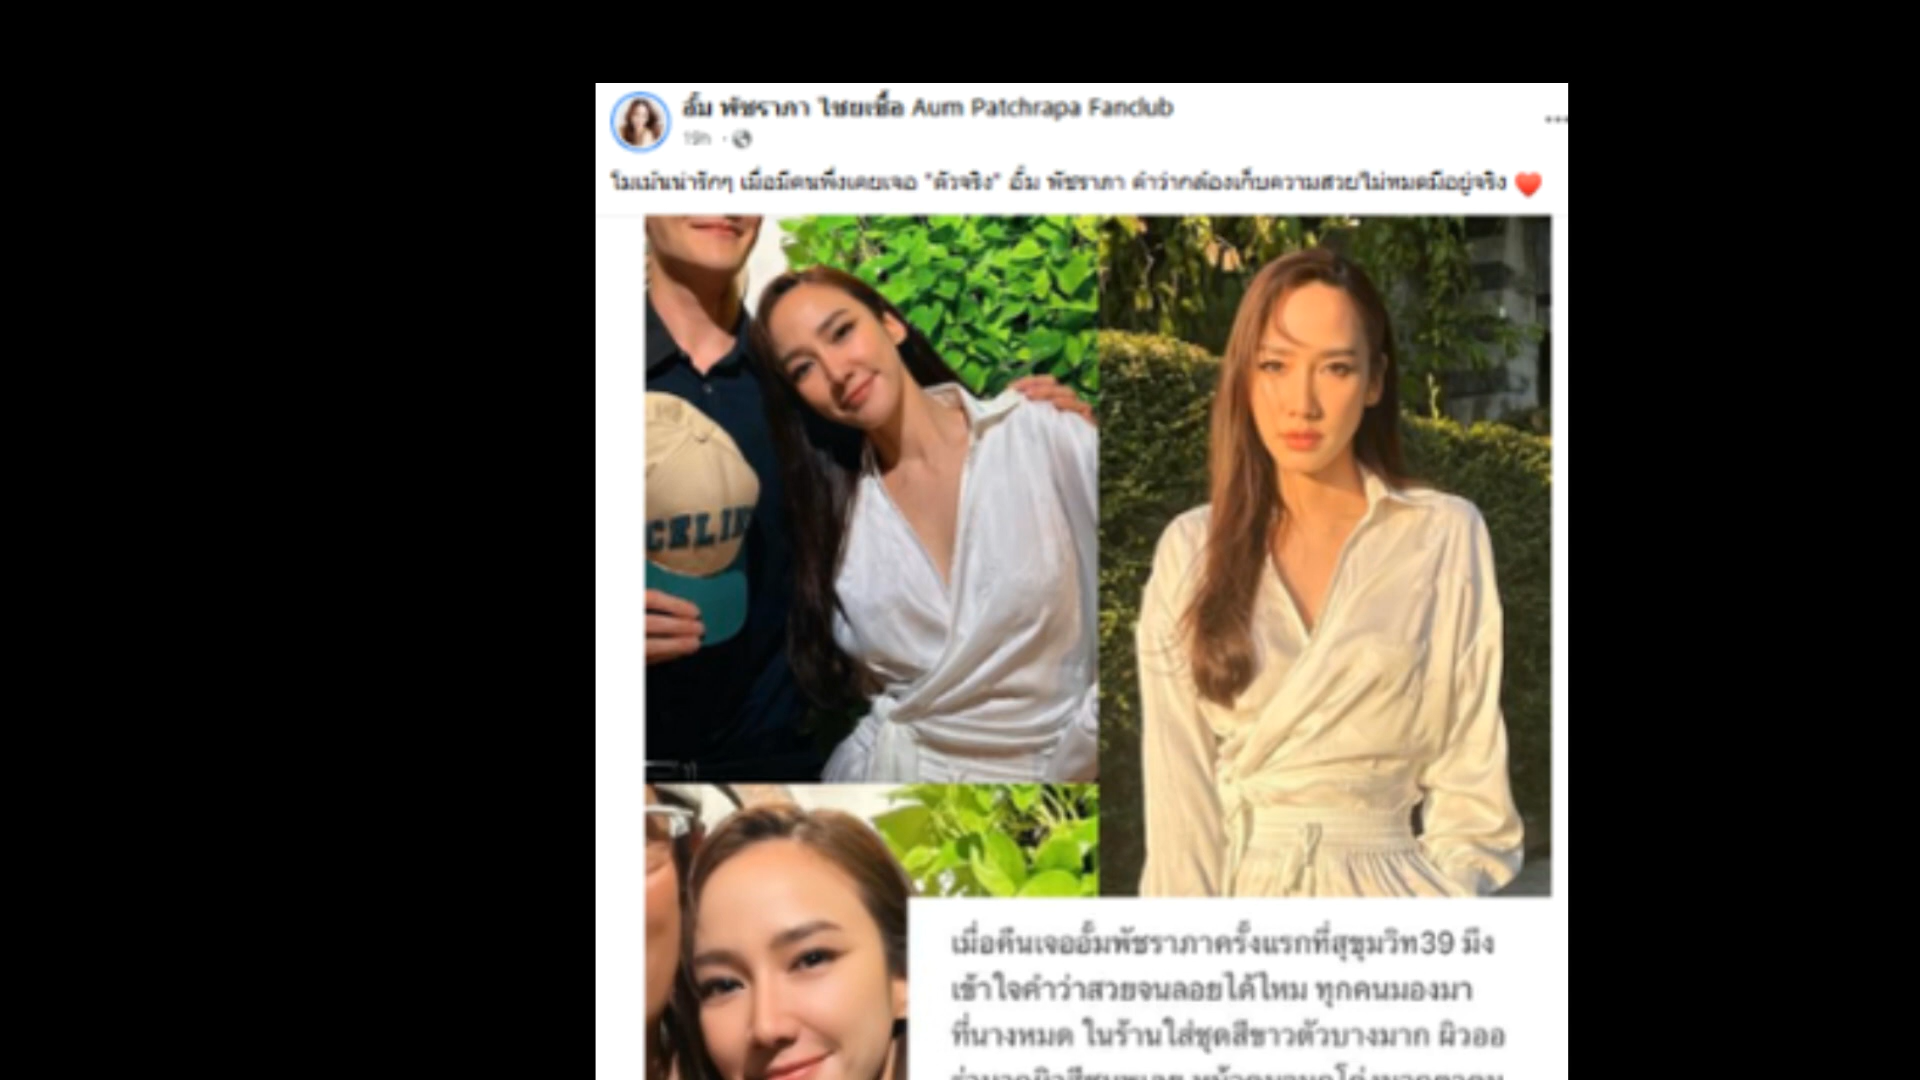 อั้ม พัชราภา ไชยเชื้อ Aum Patchrapa Fanclub
19h
โมเม้นน่ารักๆ เมื่อมีคนพึ่งเคยเจอ "ตัวจริง" อั้ม พัชราภา คำว่ากล้องเก็บความสวยไม่หมดมีอยู่จริง
CELIN
เมื่อคืนเจออั้มพัชราภาครั้งแรกที่สุขุมวิท39 มึง
เข้าใจคำว่าสวยจนลอยได้ไหม ทุกคนมองมา
ที่นางหมด ในร้านใส่ชุดสีขาวตัวบางมาก ผิวออ